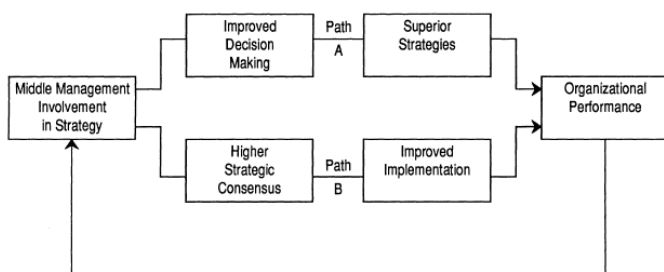 Middle Management
Involvement
in Strategy
Improved
Decision
Making
Path
A
Superior
Strategies
Higher
Strategic
Consensus
Path
B
Improved
Implementation
Organizational
Performance